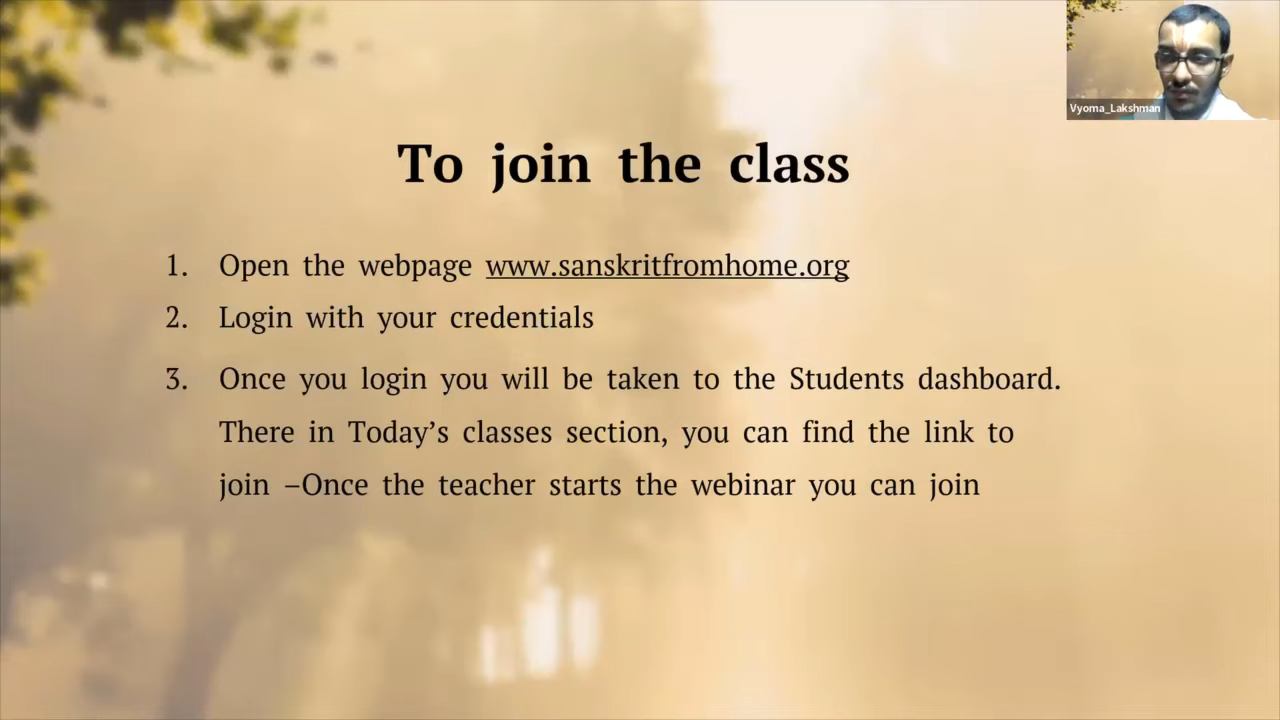 Vyoma_Lakshman
To join the class
1. Open the webpage www.sanskritfromhome.org
2. Login with your credentials
3. Once you login you will be taken to the Students dashboard.
There in Today’s classes section, you can find the link to
join –Once the teacher starts the webinar you can join